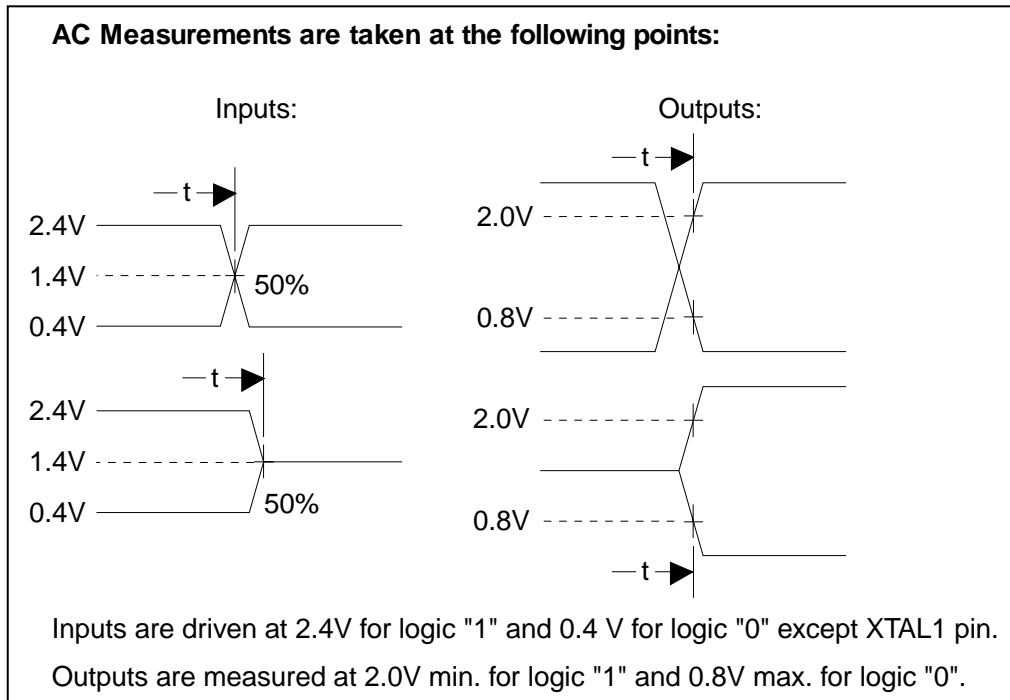 AC Measurements are taken at the following points:
Inputs:
t
2.4V
1.4V
50%
0.4V
t
2.4V
1.4V
0.4V
50%
Outputs:
t
2.0V
0.8V
2.0V
0.8V
t
Inputs are driven at 2.4V for logic "1" and 0.4 V for logic "0" except XTAL1 pin.
Outputs are measured at 2.0V min. for logic "1" and 0.8V max. for logic "0".